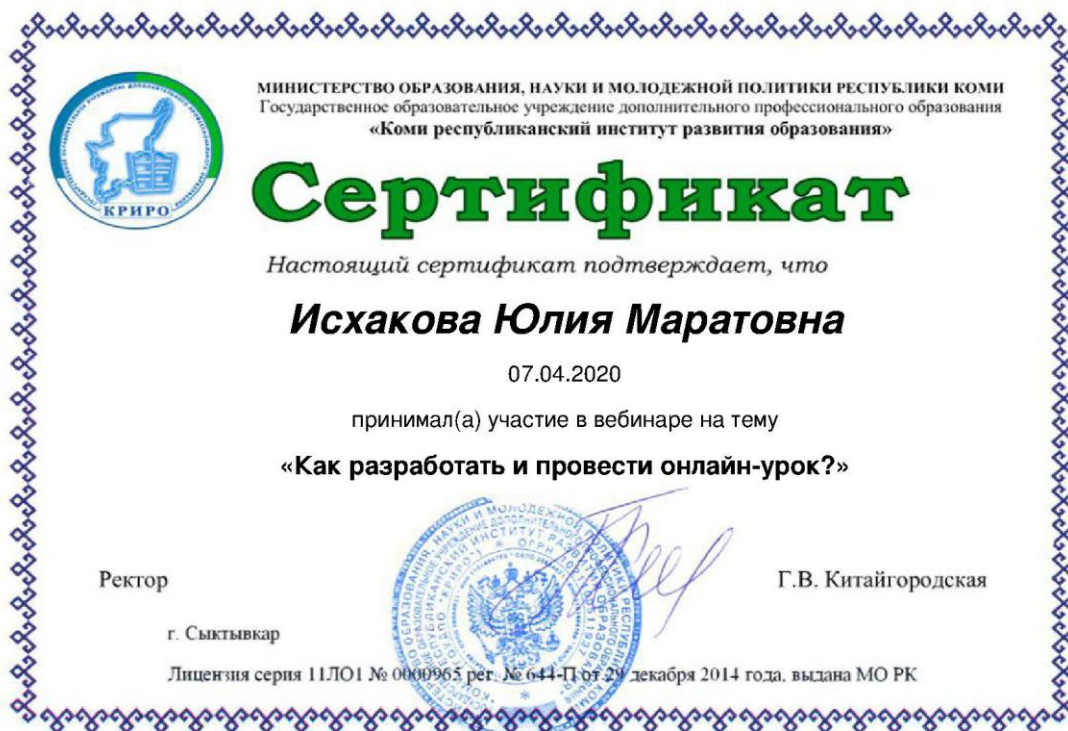 МИНИСТЕРСТВО ОБРАЗОВАНИЯ, НАУКИ И МОЛОДЕЖНОЙ ПОЛИТИКИ РЕСПУБЛИКИ КОМИ
Государственное образовательное учреждение дополнительного профессионального образования
«Коми республиканский институт развития образования»
КРИРО
Сертификат
Настоящий сертификат подтверждает, что
Исхакова Юлия Маратовна
07.04.2020
принимал(а) участие в вебинаре на тему
«Как разработать и провести онлайн-урок?»
Ректор
Г.В. Китайгородская
г. Сыктывкар
Лицензия серия 11ЛО1 № 0000965 рег. № 644-П от 29 декабря 2014 года, выдана МО РК